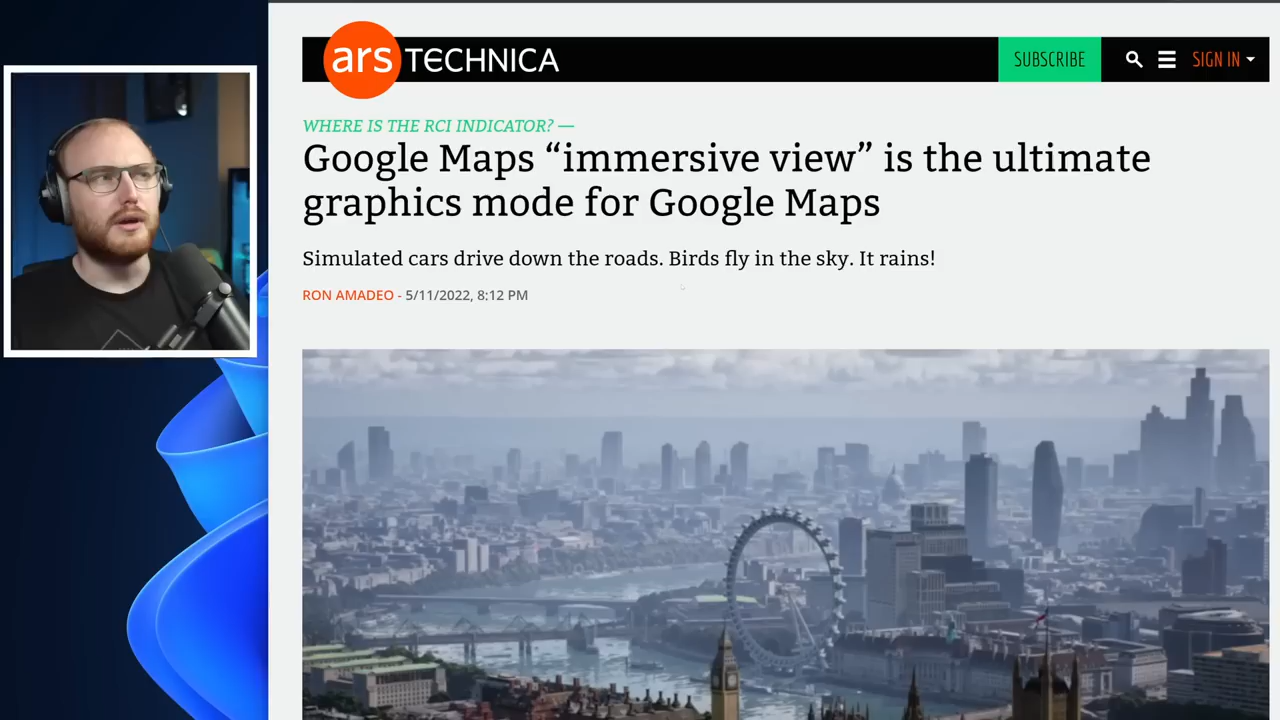 ars TECHNICA
SUBSCRIBE
SIGN IN
WHERE IS THE RCI INDICATOR? —
Google Maps “immersive view” is the ultimate
graphics mode for Google Maps
Simulated cars drive down the roads. Birds fly in the sky. It rains!
RON AMADEO - 5/11/2022, 8:12 PM